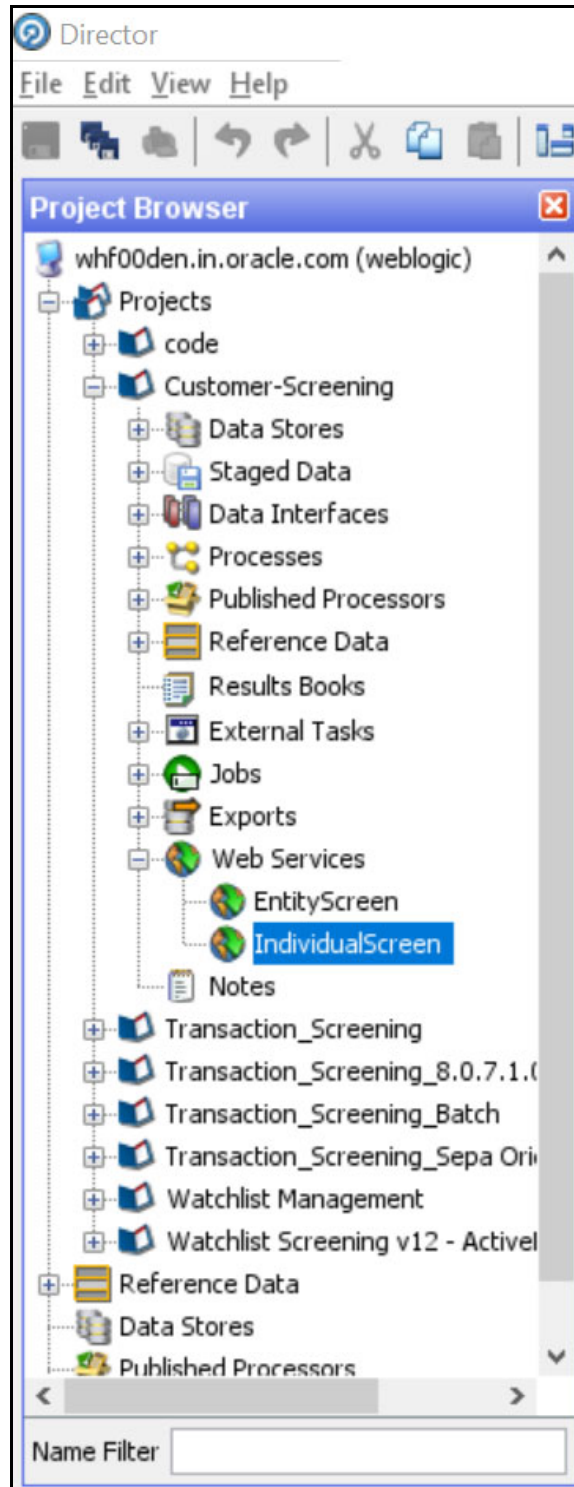 Director
File Edit View Help
Project Browser
whf00den.in.oracle.com (weblogic)
Projects
code
Customer-Screening
Data Stores
Staged Data
Data Interfaces
Processes
Published Processors
Reference Data
Results Books
External Tasks
Jobs
Exports
Web Services
EntityScreen
IndividualScreen
Notes
Transaction_Screening
Transaction_Screening_8.0.7.1.(
Transaction_Screening_Batch
Transaction_Screening_Sepa Ori
Watchlist Management
Watchlist Screening v12 - Activel
Reference Data
Data Stores
Published Processors
Name Filter